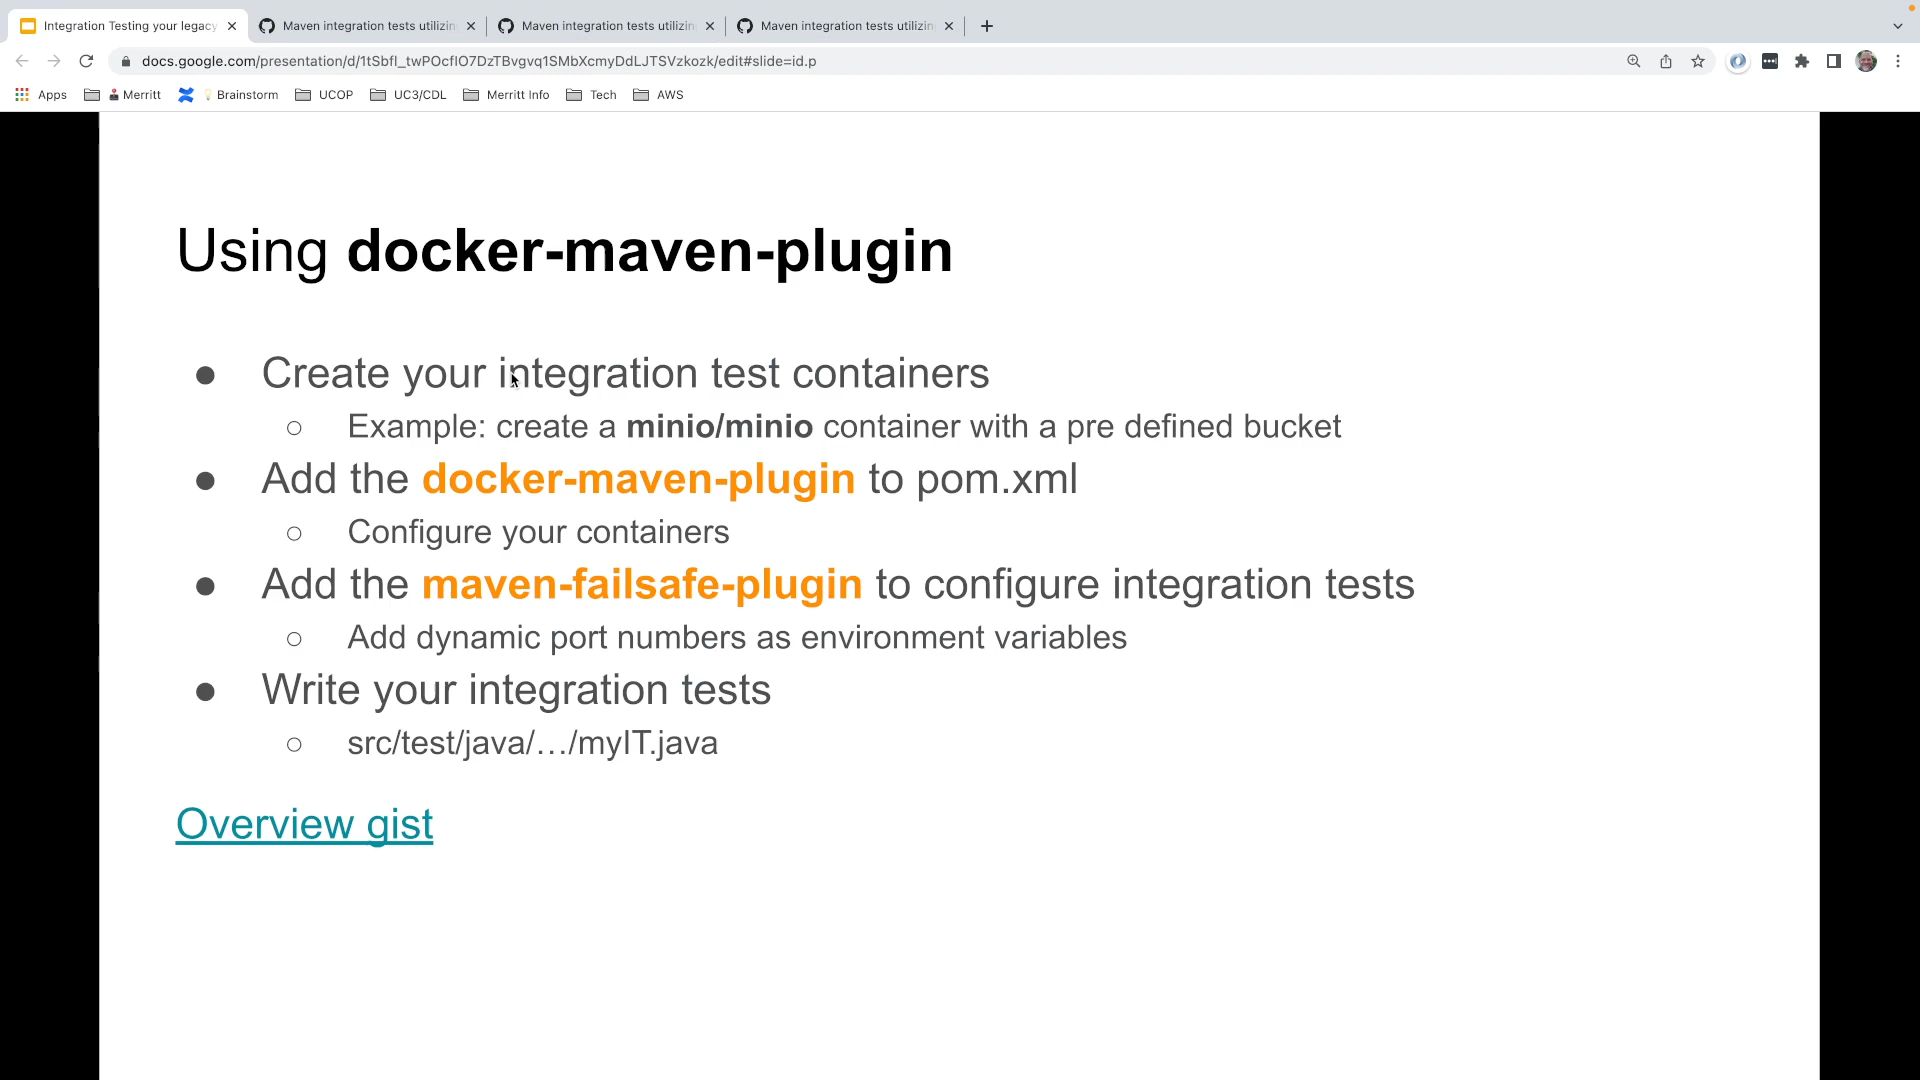 Integration Testing your legacy
Maven integration tests utilizin
Maven integration tests utilizin
Maven integration tests utilizin
docs.google.com/presentation/d/1tSbfl_twPOcfIO7DzTBvgvq1SMbXcmyDdLJTSVzkozk/edit#slide=id.p
Apps
Merritt
Brainstorm
UCOP
UC3/CDL
Merritt Info
Tech
AWS
Using docker-maven-plugin
● Create your integration test containers
○ Example: create a minio/minio container with a pre defined bucket
● Add the docker-maven-plugin to pom.xml
○ Configure your containers
● Add the maven-failsafe-plugin to configure integration tests
○ Add dynamic port numbers as environment variables
● Write your integration tests
○ src/test/java/…/myIT.java
Overview gist